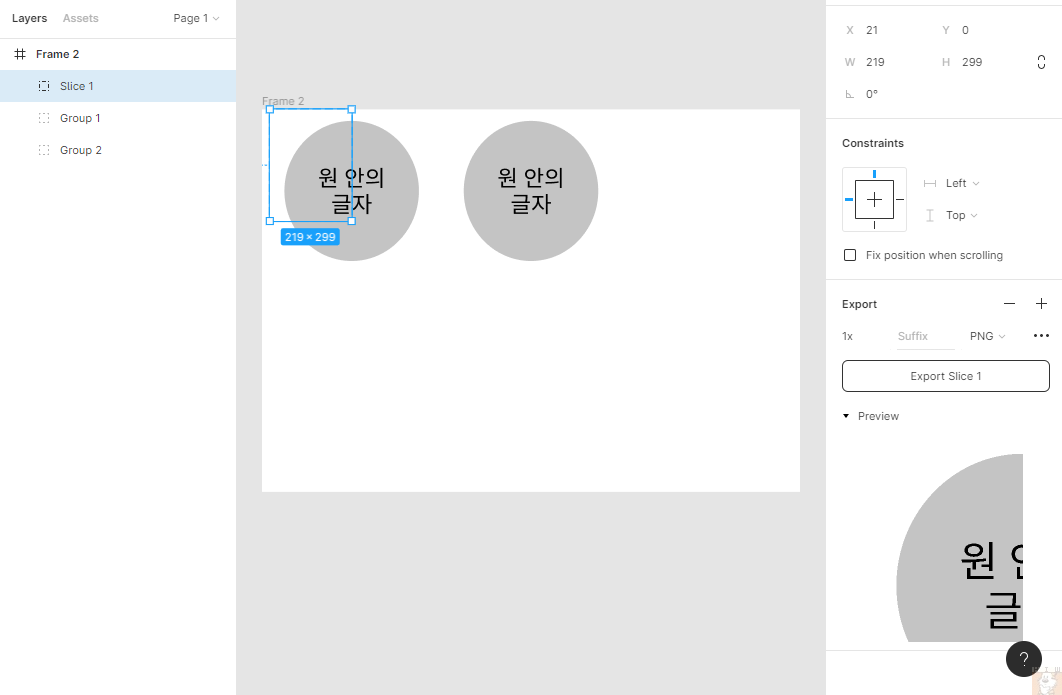 Layers Assets Page 1
Frame 2
Slice 1
Group 1
Group 2
Frame 2
원 안의
글자
원 안의
글자
219 × 299
X 21 Y 0
W 219 H 299
0°
Constraints
Left
Top
Fix position when scrolling
Export
1x Suffix PNG
Export Slice 1
Preview
원 안
글
?